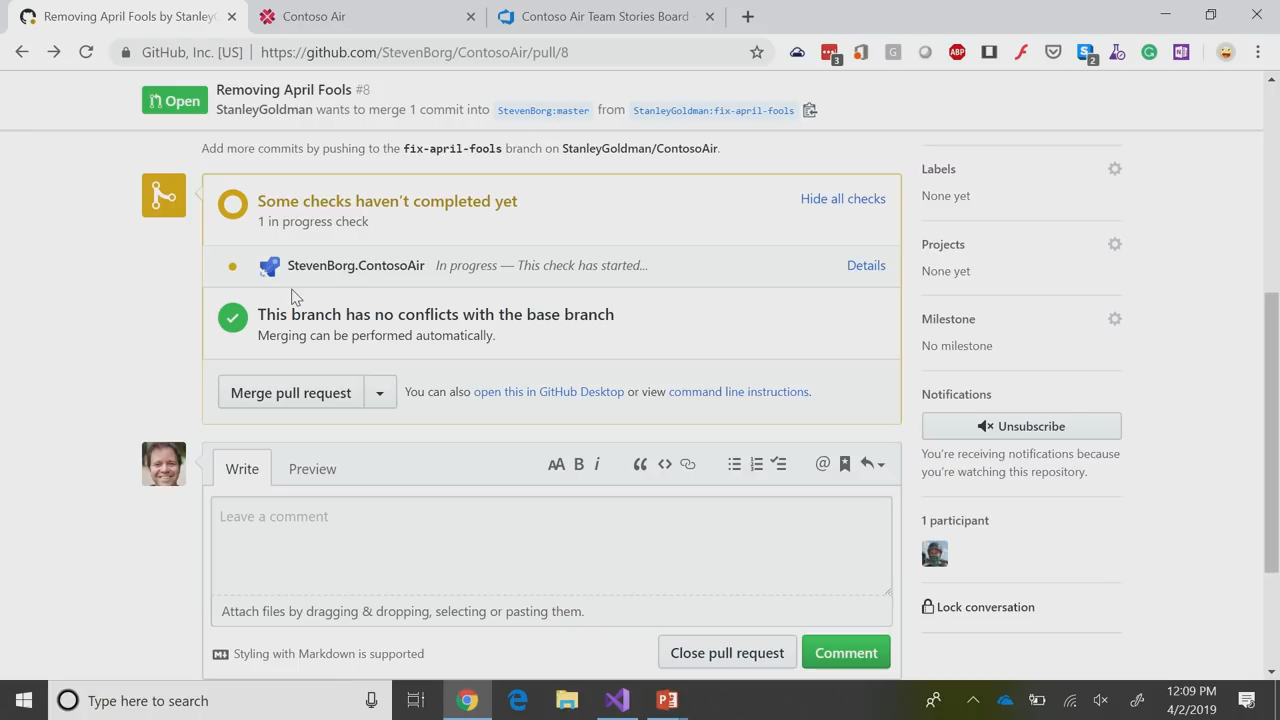 Removing April Fools by StanleyG
Contoso Air
Contoso Air Team Stories Board
GitHub, Inc. [US]
https://github.com/StevenBorg/ContosoAir/pull/8
3
ABP
2
Open
Removing April Fools #8
StanleyGoldman wants to merge 1 commit into StevenBorg:master from StanleyGoldman:fix-april-fools
Add more commits by pushing to the fix-april-fools branch on StanleyGoldman/ContosoAir.
Some checks haven't completed yet
1 in progress check
Hide all checks
StevenBorg.ContosoAir In progress — This check has started...
Details
This branch has no conflicts with the base branch
Merging can be performed automatically.
Merge pull request
You can also open this in GitHub Desktop or view command line instructions.
Write
Preview
Leave a comment
Attach files by dragging & dropping, selecting or pasting them.
Styling with Markdown is supported
Close pull request
Comment
Labels
None yet
Projects
None yet
Milestone
No milestone
Notifications
Unsubscribe
You're receiving notifications because
you're watching this repository.
1 participant
Lock conversation
Type here to search
12:09 PM
4/2/2019